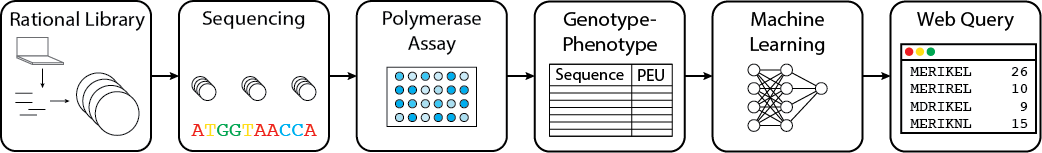 Rational Library
Sequencing
ATGGTAACCA
Polymerase
Assay
Genotype-
Phenotype
Sequence PEU
Machine
Learning
Web Query
MERIKEL 26
MERIREL 10
MDRIKEL 9
MERIKNL 15